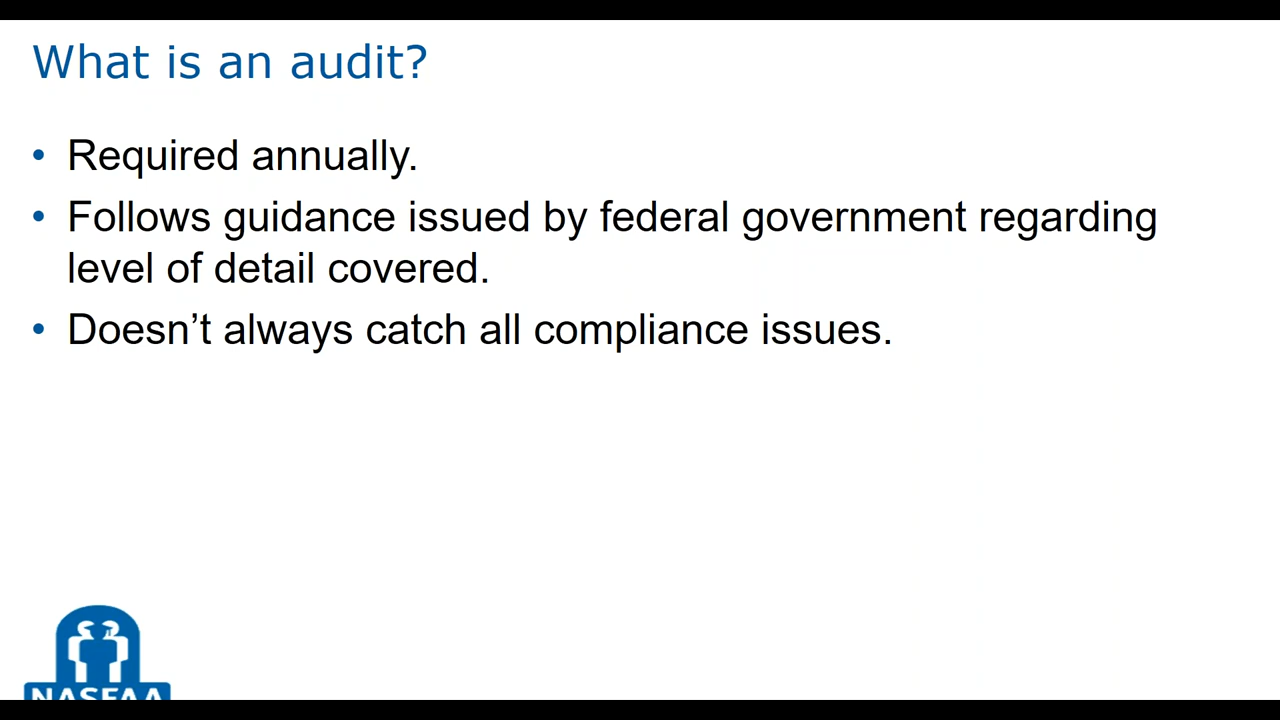 What is an audit?
• Required annually.
• Follows guidance issued by federal government regarding
level of detail covered.
• Doesn’t always catch all compliance issues.
NASFAA